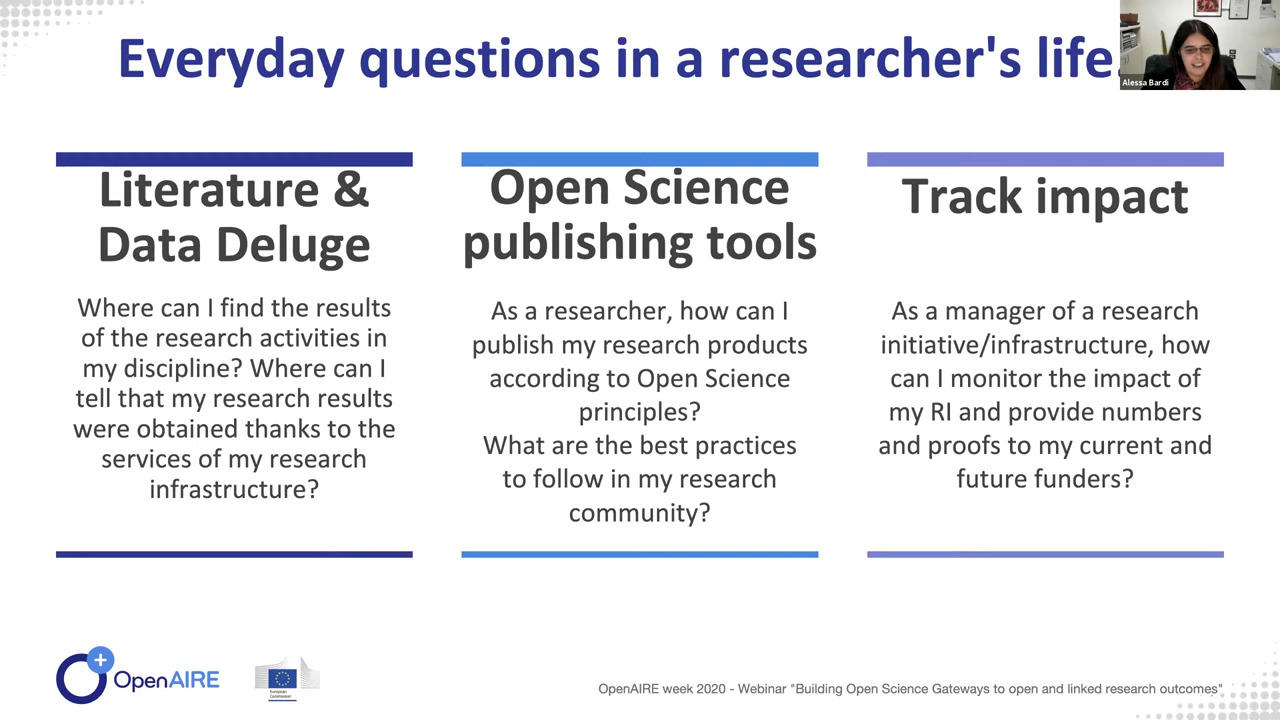 Everyday questions in a researcher's life
Alessa Bardi
Literature &
Data Deluge
Where can I find the results
of the research activities in
my discipline? Where can I
tell that my research results
were obtained thanks to the
services of my research
infrastructure?
Open Science
publishing tools
As a researcher, how can I
publish my research products
according to Open Science
principles?
What are the best practices
to follow in my research
community?
Track impact
As a manager of a research
initiative/infrastructure, how
can I monitor the impact of
my RI and provide numbers
and proofs to my current and
future funders?
OpenAIRE
European
Commission
OpenAIRE week - Webinar "Building Open Science Gateways to open and linked research outcomes"